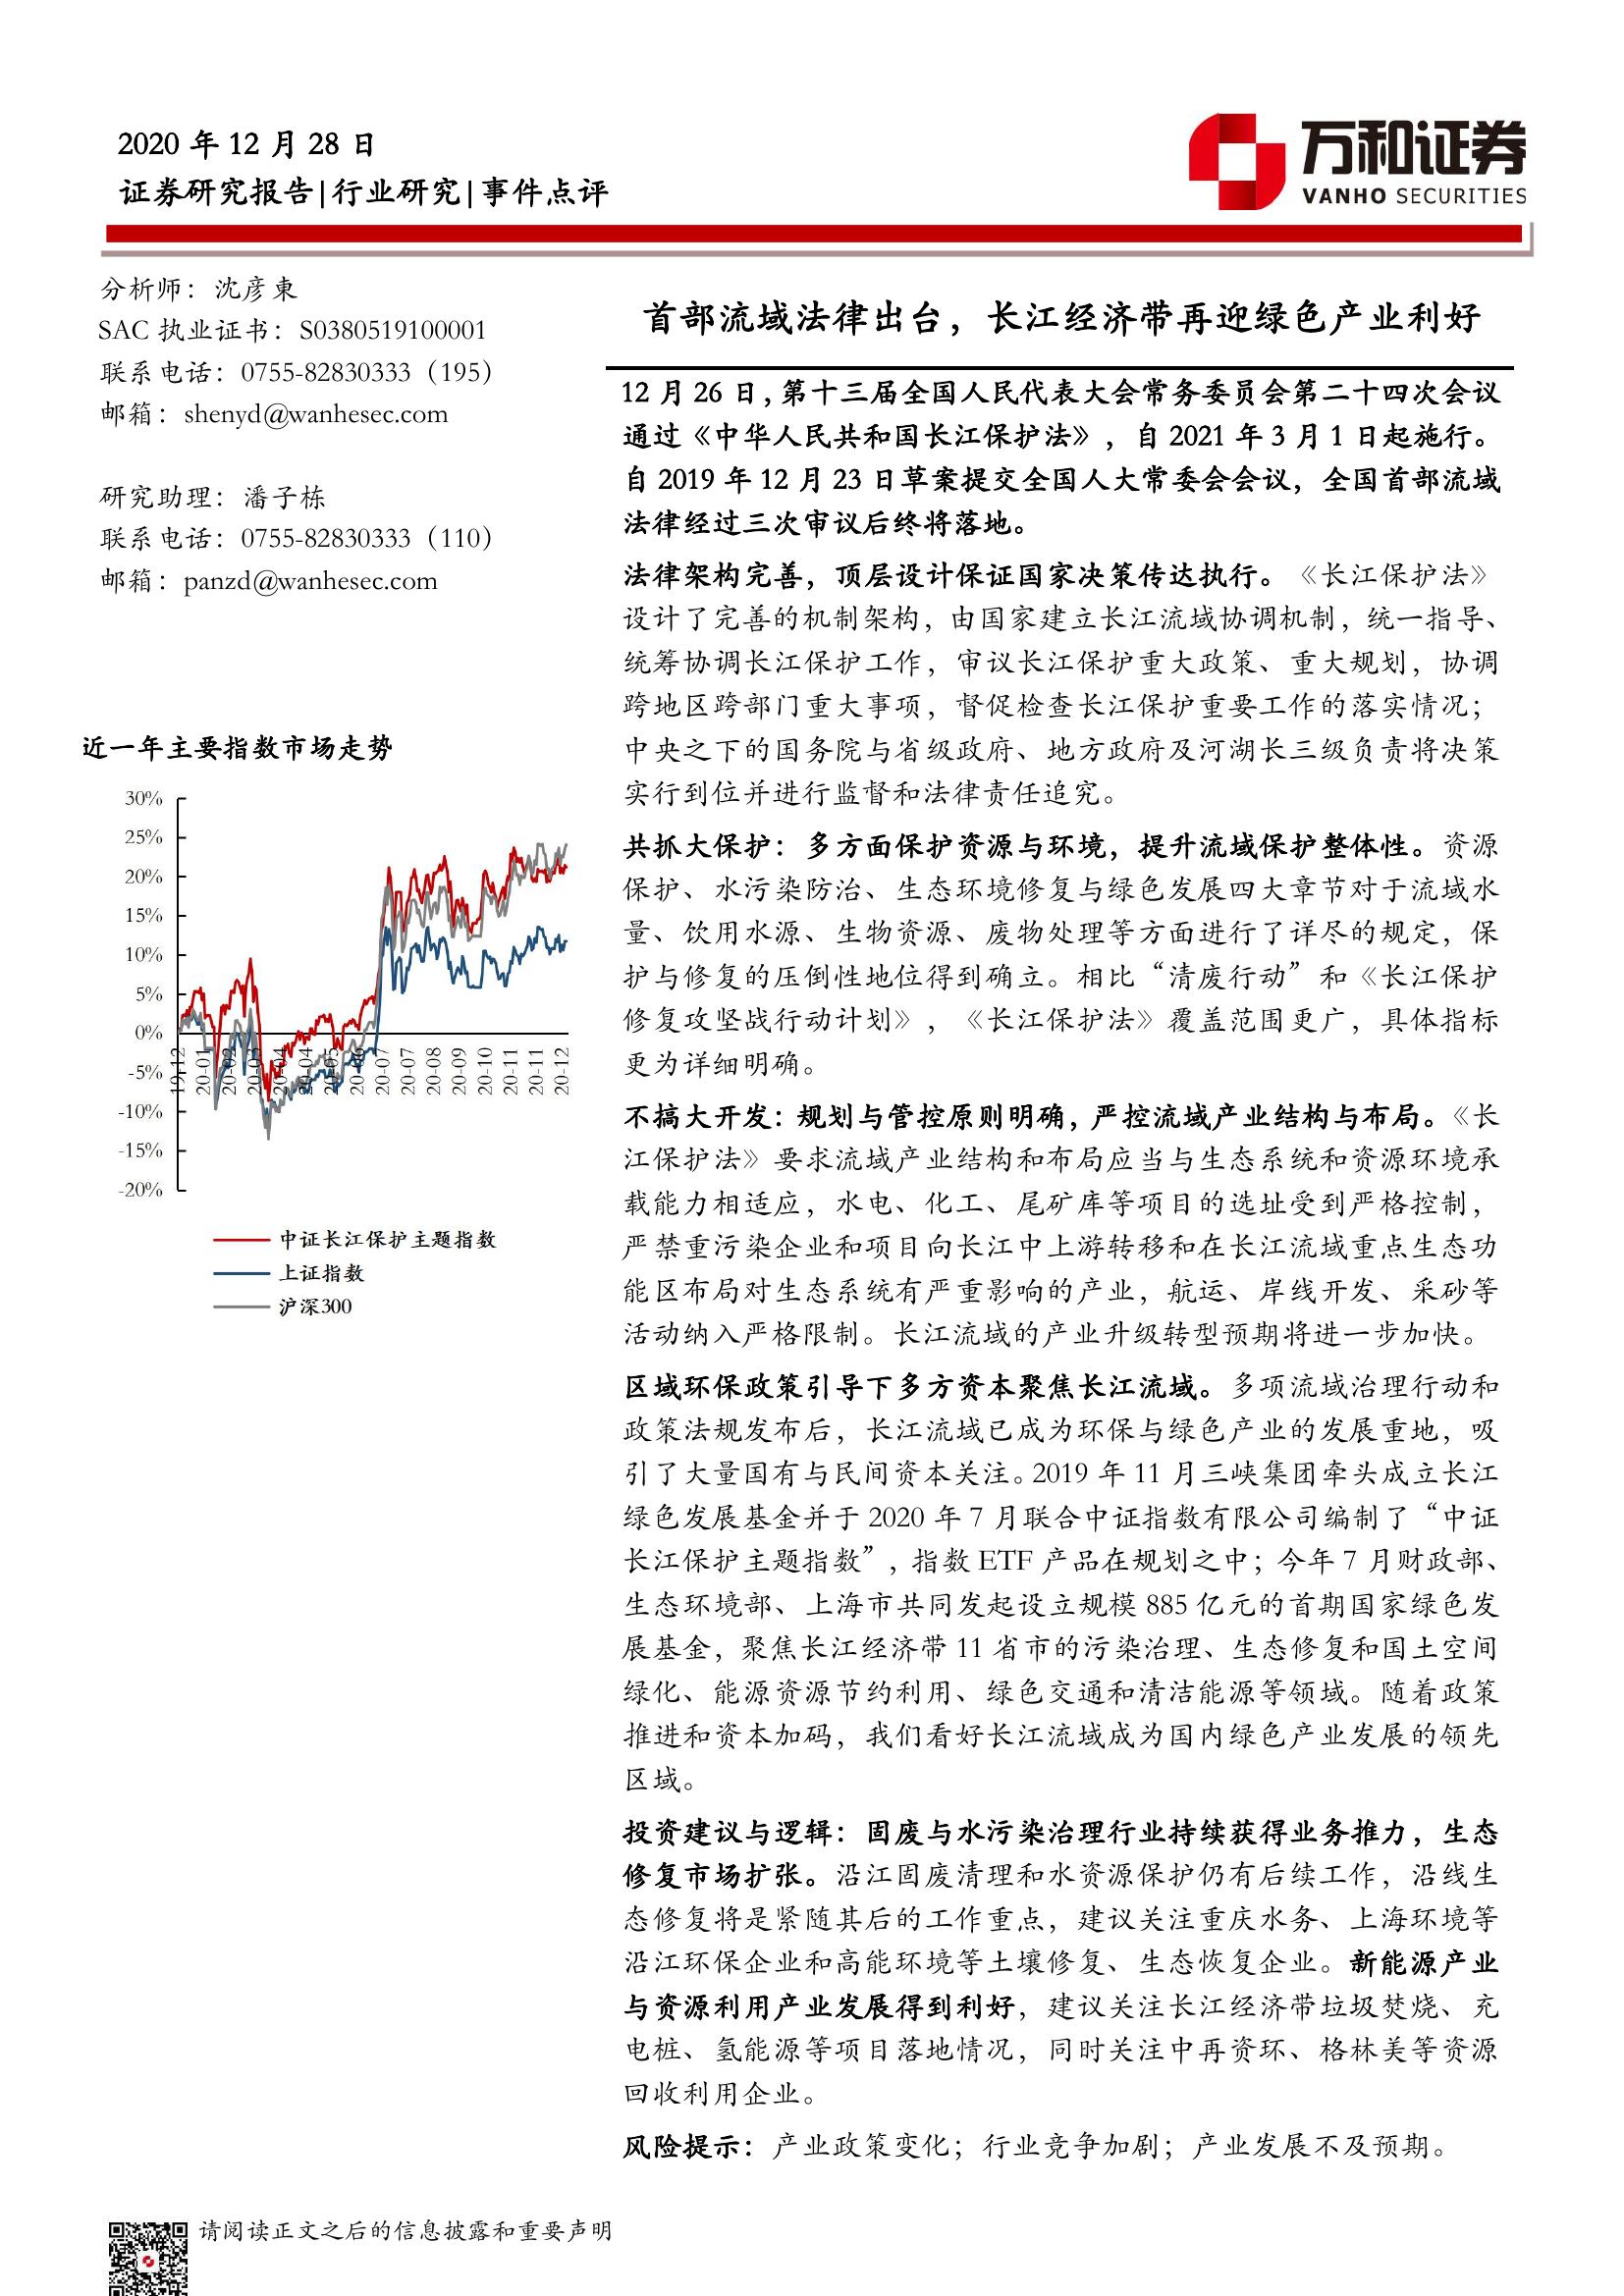 2020 年 12 月 28 日
证券研究报告|行业研究|事件点评
万和证券
VANHO SECURITIES
分析师：沈彦東
SAC 执业证书：S0380519100001
联系电话：0755-82830333（195）
邮箱：shenyd@wanhesec.com
研究助理：潘子栋
联系电话：0755-82830333（110）
邮箱：panzd@wanhesec.com
近一年主要指数市场走势
30%
25%
20%
15%
10%
5%
0%
-5%
-10%
-15%
-20%
19-12
20-01
20-02
20-03
20-04
20-04
20-05
20-06
20-07
20-07
20-08
20-09
20-10
20-11
20-11
20-12
中证长江保护主题指数
上证指数
沪深300
首部流域法律出台，长江经济带再迎绿色产业利好
12 月 26 日，第十三届全国人民代表大会常务委员会第二十四次会议
通过《中华人民共和国长江保护法》，自 2021 年 3 月 1 日起施行。
自 2019 年 12 月 23 日草案提交全国人大常委会会议，全国首部流域
法律经过三次审议后终将落地。
法律架构完善，顶层设计保证国家决策传达执行。《长江保护法》
设计了完善的机制架构，由国家建立长江流域协调机制，统一指导、
统筹协调长江保护工作，审议长江保护重大政策、重大规划，协调
跨地区跨部门重大事项，督促检查长江保护重要工作的落实情况；
中央之下的国务院与省级政府、地方政府及河湖长三级负责将决策
实行到位并进行监督和法律责任追究。
共抓大保护：多方面保护资源与环境，提升流域保护整体性。资源
保护、水污染防治、生态环境修复与绿色发展四大章节对于流域水
量、饮用水源、生物资源、废物处理等方面进行了详尽的规定，保
护与修复的压倒性地位得到确立。相比“清废行动”和《长江保护
修复攻坚战行动计划》，《长江保护法》覆盖范围更广，具体指标
更为详细明确。
不搞大开发：规划与管控原则明确，严控流域产业结构与布局。《长
江保护法》要求流域产业结构和布局应当与生态系统和资源环境承
载能力相适应，水电、化工、尾矿库等项目的选址受到严格控制，
严禁重污染企业和项目向长江中上游转移和在长江流域重点生态功
能区布局对生态系统有严重影响的产业，航运、岸线开发、采砂等
活动纳入严格限制。长江流域的产业升级转型预期将进一步加快。
区域环保政策引导下多方资本聚焦长江流域。多项流域治理行动和
政策法规发布后，长江流域已成为环保与绿色产业的发展重地，吸
引了大量国有与民间资本关注。2019 年 11 月三峡集团牵头成立长江
绿色发展基金并于 2020 年 7 月联合中证指数有限公司编制了“中证
长江保护主题指数”，指数 ETF 产品在规划之中；今年 7 月财政部、
生态环境部、上海市共同发起设立规模 885 亿元的首期国家绿色发
展基金，聚焦长江经济带 11 省市的污染治理、生态修复和国土空间
绿化、能源资源节约利用、绿色交通和清洁能源等领域。随着政策
推进和资本加码，我们看好长江流域成为国内绿色产业发展的领先
区域。
投资建议与逻辑：固废与水污染治理行业持续获得业务推力，生态
修复市场扩张。沿江固废清理和水资源保护仍有后续工作，沿线生
态修复将是紧随其后的工作重点，建议关注重庆水务、上海环境等
沿江环保企业和高能环境等土壤修复、生态恢复企业。新能源产业
与资源利用产业发展得到利好，建议关注长江经济带垃圾焚烧、充
电桩、氢能源等项目落地情况，同时关注中再资环、格林美等资源
回收利用企业。
风险提示：产业政策变化；行业竞争加剧；产业发展不及预期。
请阅读正文之后的信息披露和重要声明